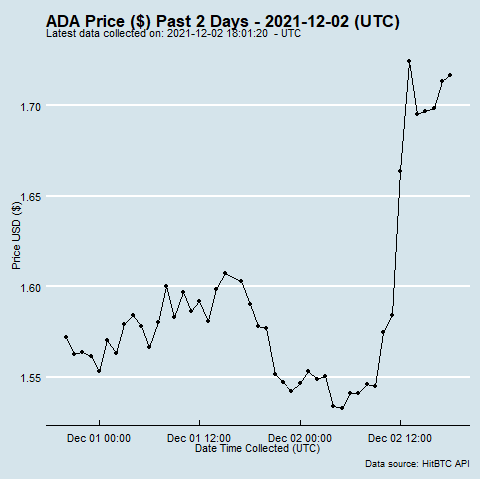 ADA Price ($) Past 2 Days - 2021-12-02 (UTC)
Latest data collected on: 2021-12-02 18:01:20 - UTC
1.70
1.65
1.60
1.55
Price USD ($)
Dec 01 00:00 Dec 01 12:00 Dec 02 00:00 Dec 02 12:00
Date Time Collected (UTC)
Data source: HitBTC API